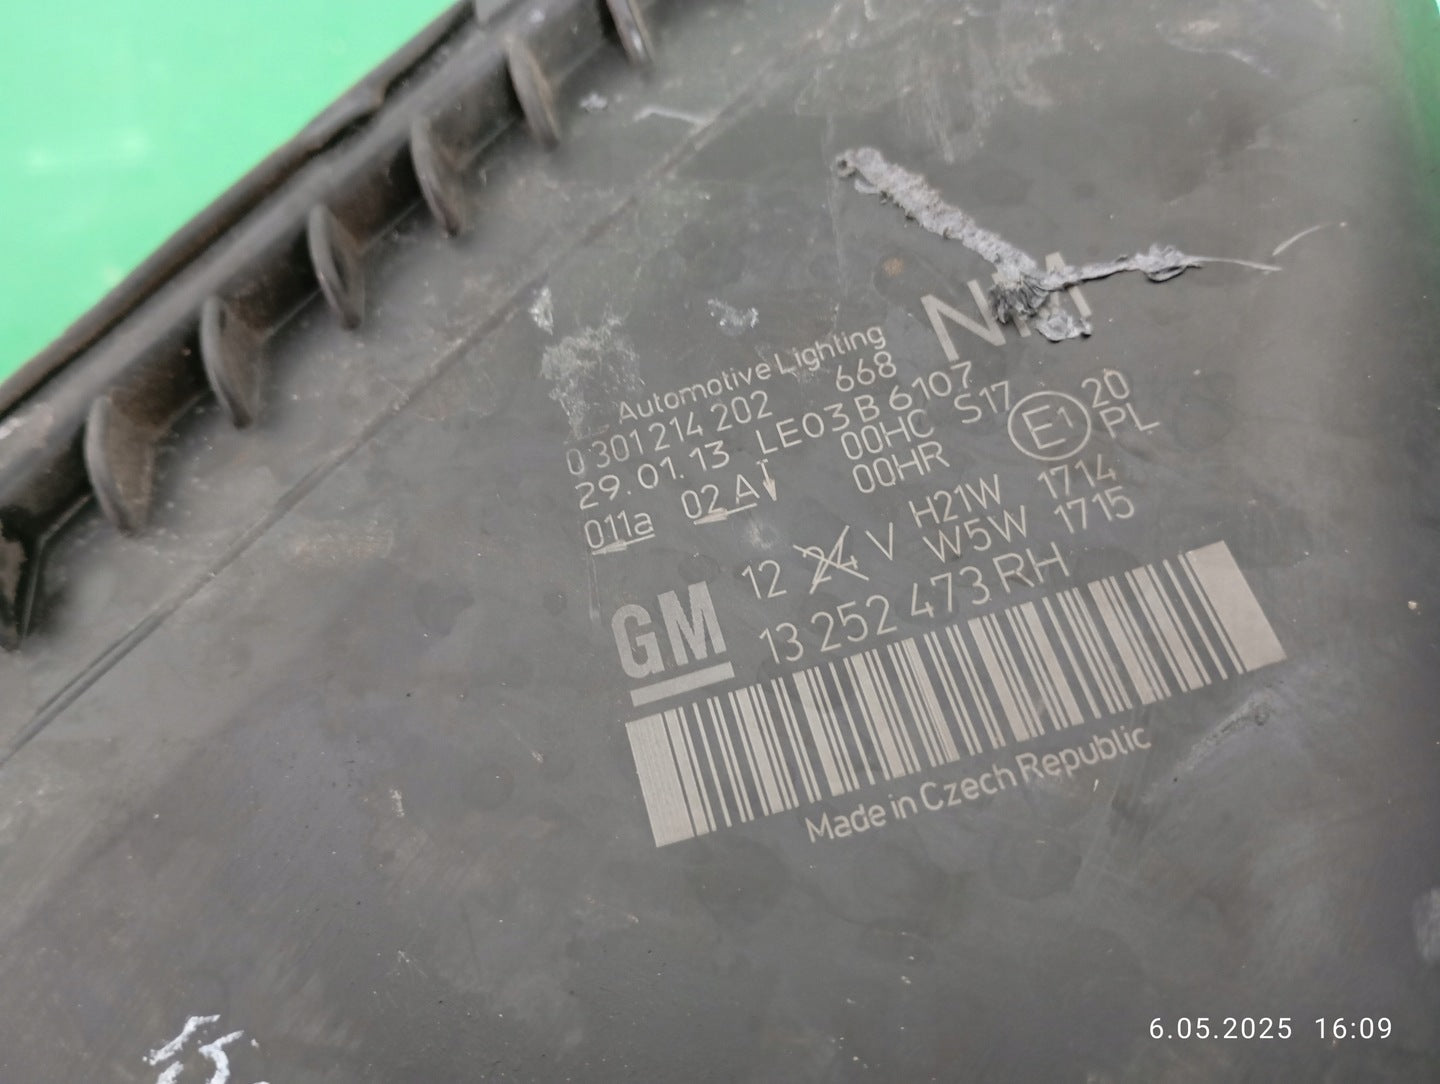 Automotive Lighting
0 301 214 202 668
29.01.13 LE03 B 6107
011a 02 A 00HC S17
00HR E1 20
PL
12 24 V H21W 1714
W5W 1715
GM 13 252 473 RH
Made in Czech Republic
6.05.2025 16:09